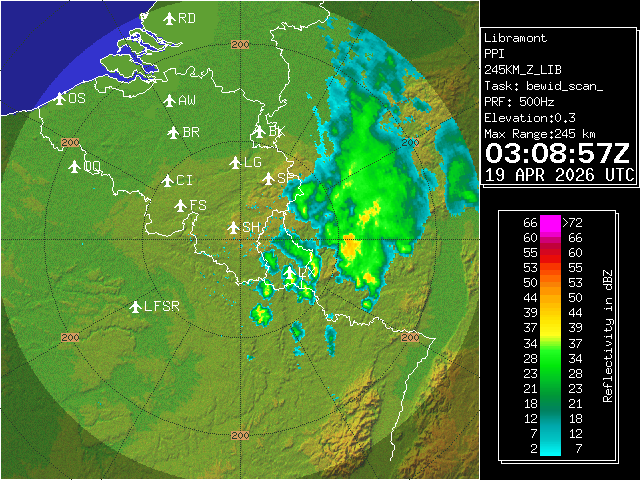 RD
200
OS
AW
BR
BK
200
200
QQ
LG
CI
SP
FS
SH
LX
LFSR
200
200
200
Libramont
PPI
245KM_Z_LIB
Task: bewid_scan_
PRF: 500Hz
Elevation:0.3
Max Range:245 km
03:08:57Z
19 APR 2026 UTC
66 >72
60 66
55 60
53 55
50 53
44 50
39 44
37 39
34 37
28 34
23 28
21 23
18 21
12 18
7 12
2 7
Reflectivity in dBZ